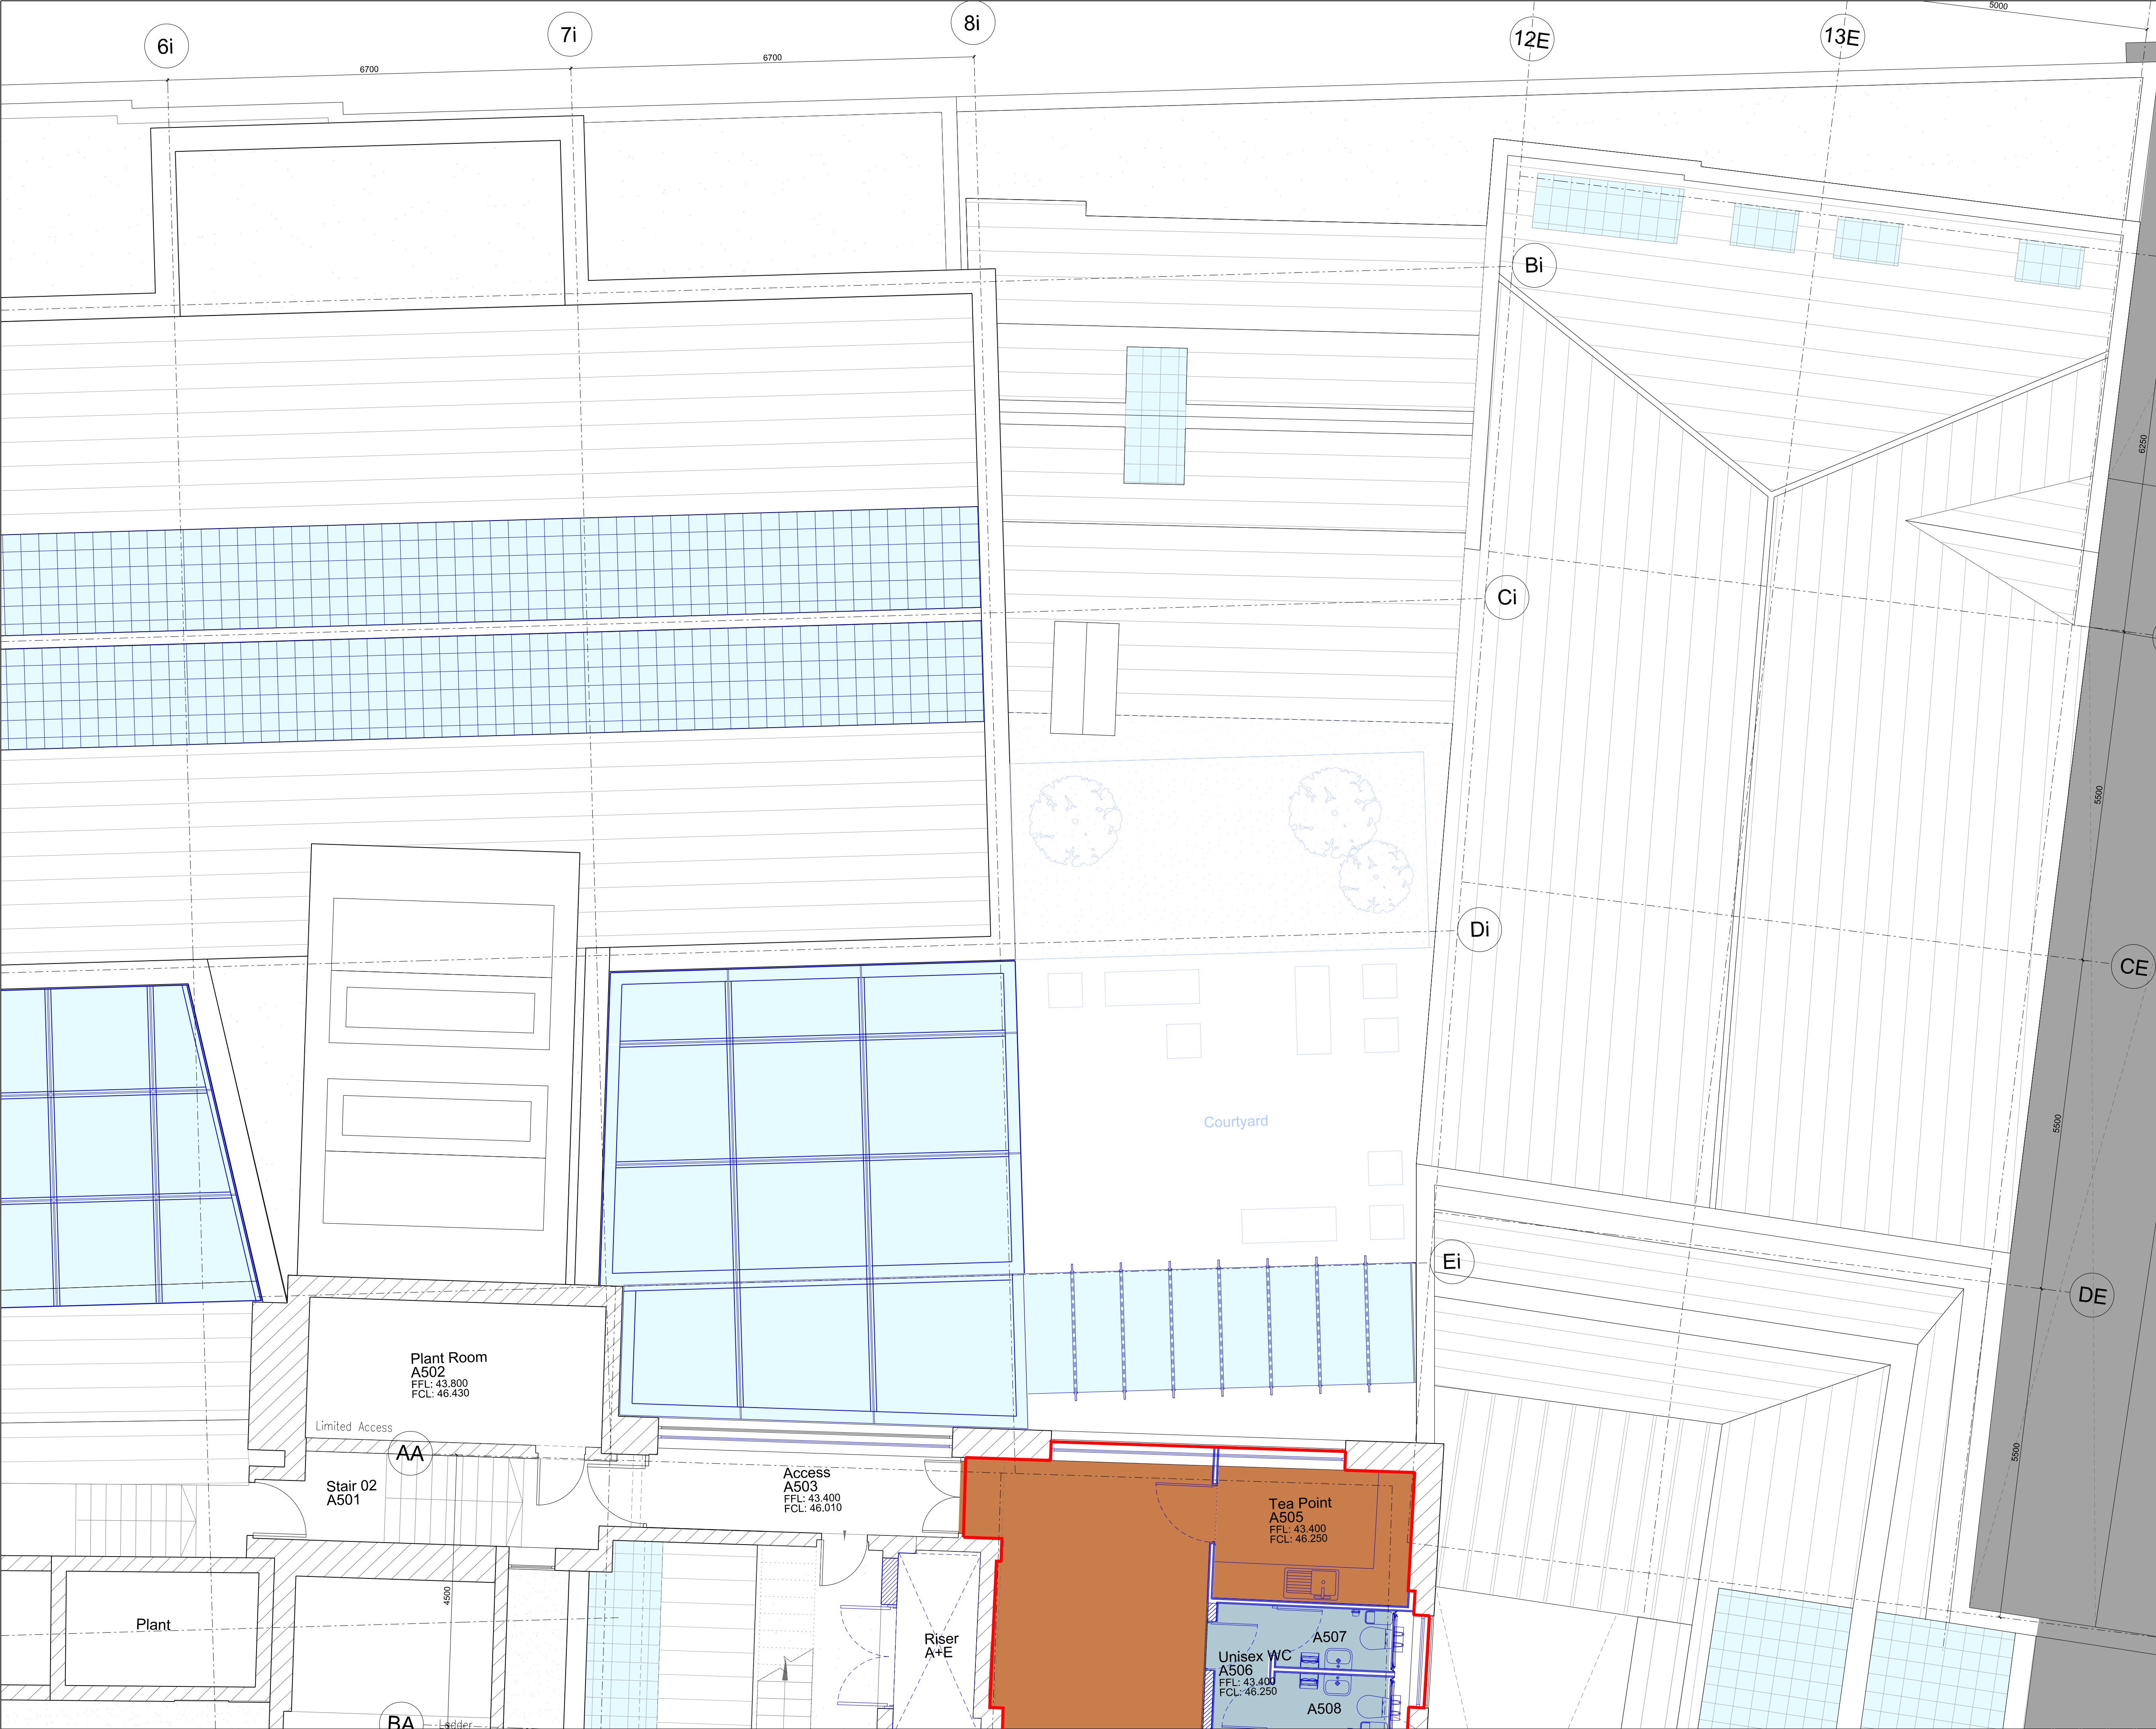 6i
7i
8i
12E
13E
5000
6700
6700
Bi
6250
Ci
5500
Di
CE
Courtyard
5500
Ei
DE
Plant Room
A502
FFL: 43.800
FCL: 46.430
Limited Access
AA
Stair 02
A501
Access
A503
FFL: 43.400
FCL: 46.010
Tea Point
A505
FFL: 43.400
FCL: 46.250
5500
4500
Plant
Riser
A+E
A507
Unisex WC
A506
FFL: 43.400
FCL: 46.250
A508
BA
Ladder